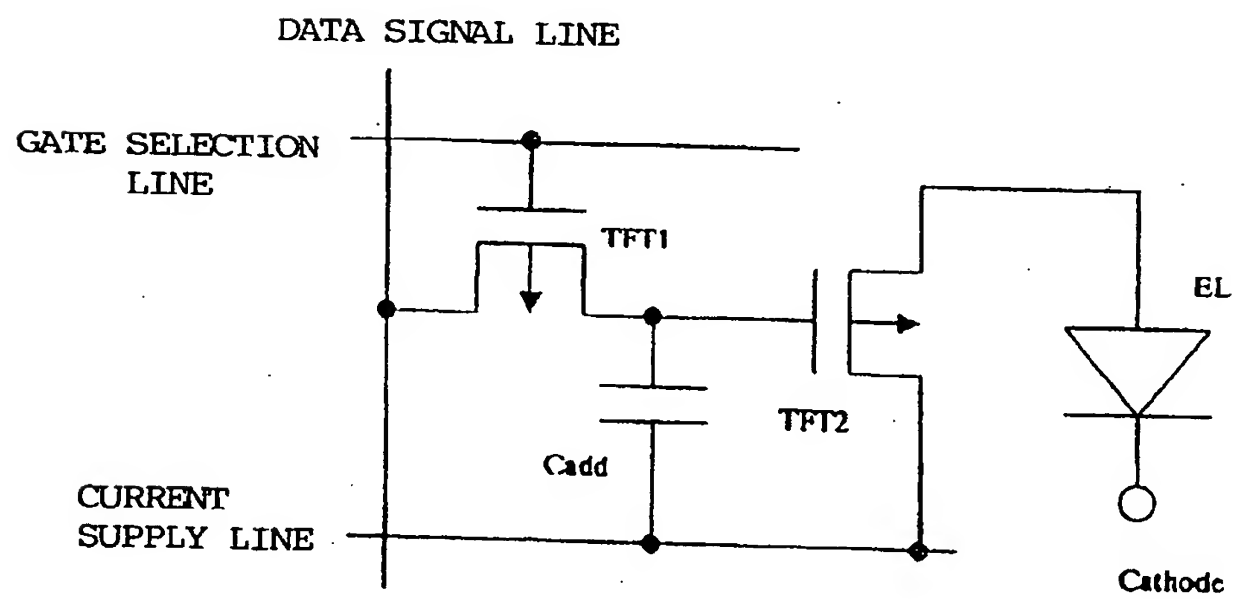 DATA SIGNAL LINE
GATE SELECTION
LINE
TFT1
EL
TFT2
Cadd
CURRENT
SUPPLY LINE
Cathode